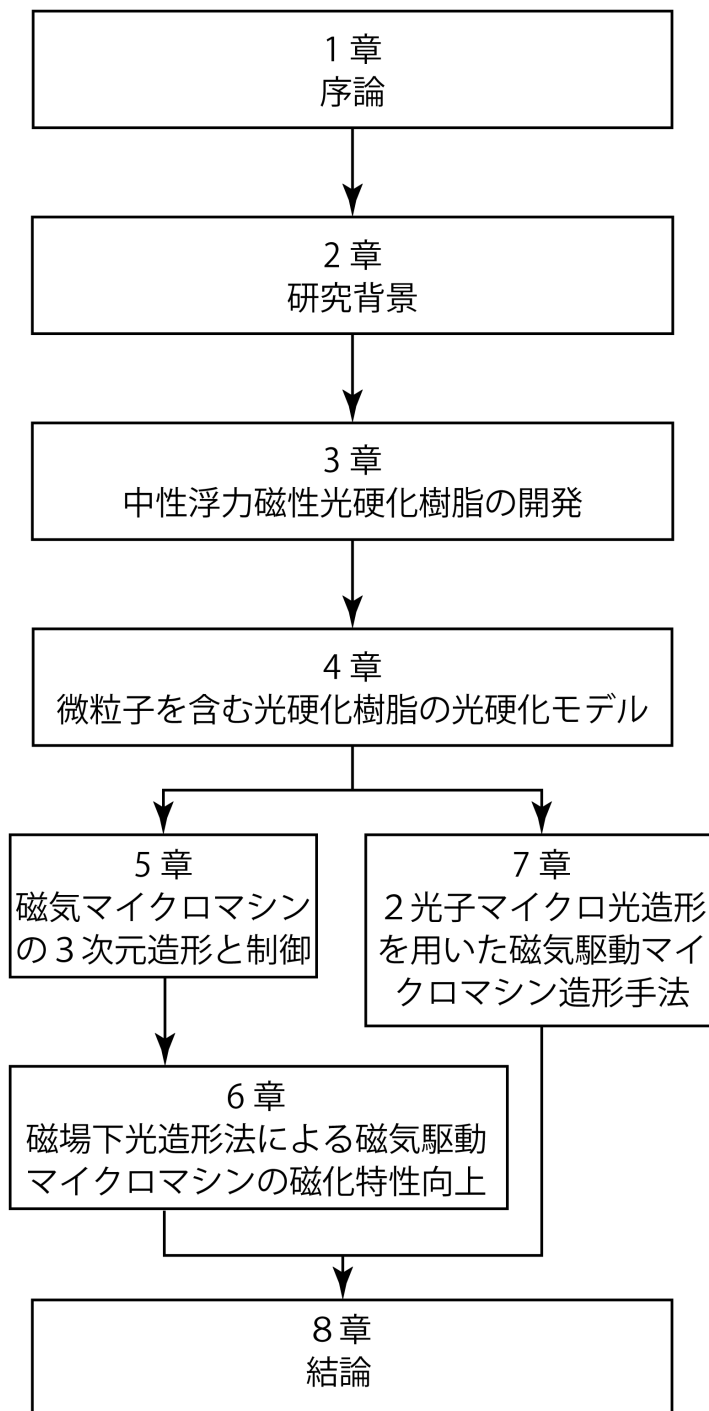 1 章
序論
2 章
研究背景
3 章
中性浮力磁性光硬化樹脂の開発
4 章
微粒子を含む光硬化樹脂の光硬化モデル
5 章
磁気マイクロマシン
の３次元造形と制御
7 章
２光子マイクロ光造形
を用いた磁気駆動マイ
クロマシン造形手法
6 章
磁場下光造形法による磁気駆動
マイクロマシンの磁化特性向上
８章
結論